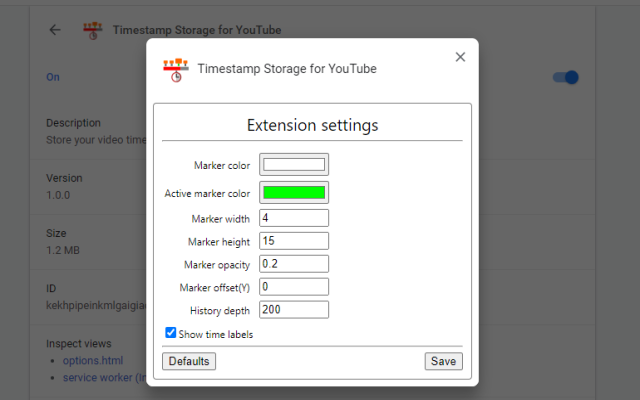 Timestamp Storage for YouTube
Timestamp Storage for YouTube
On
Extension settings
Description
Store your video time
Marker color
Version
1.0.0
Active marker color
Marker width 4
Size
1.2 MB
Marker height 15
Marker opacity 0.2
ID
Marker offset(Y) 0
History depth 200
Show time labels
Inspect views
options.html
service worker
Defaults Save